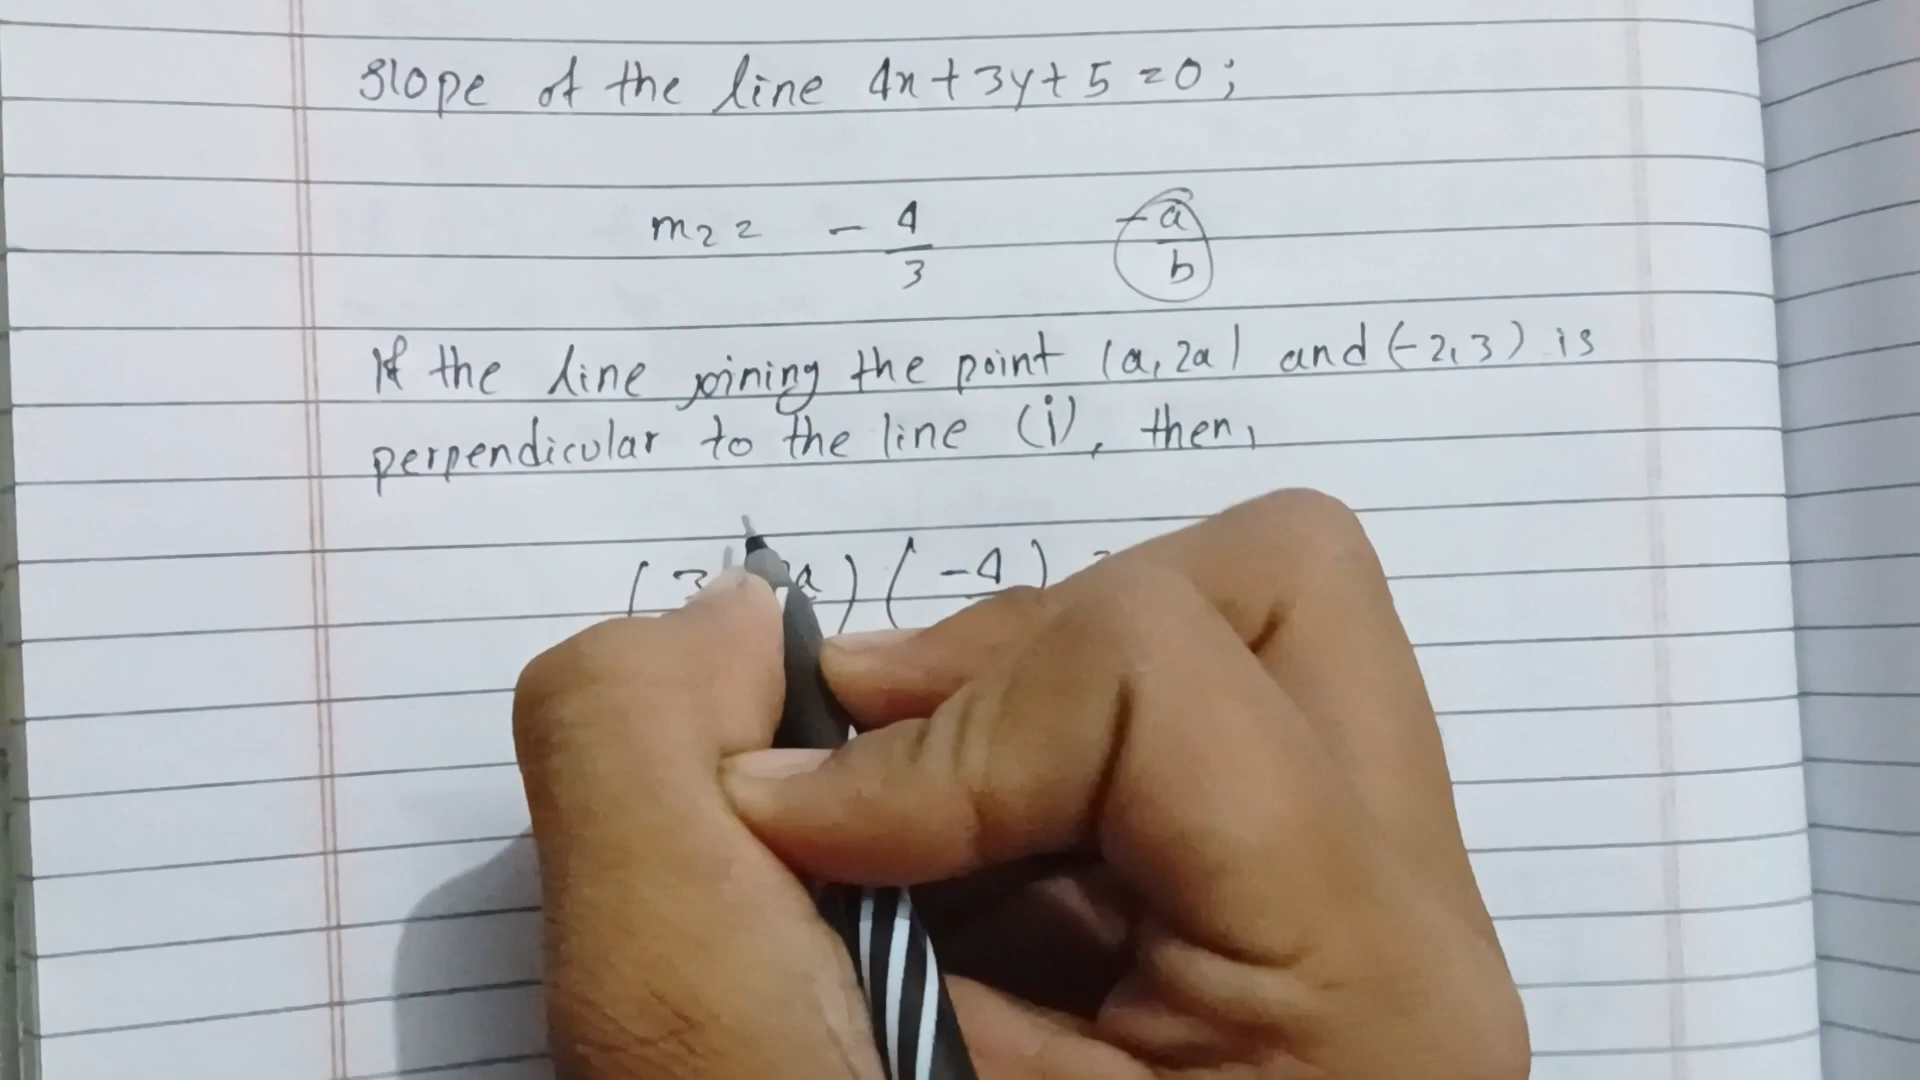 Slope of the line 4x+3y+5=0;
m2= -4/3 -a/b
If the line joining the point (a,2a) and (-2,3) is
perpendicular to the line (i), then,
(3 a) (-4)